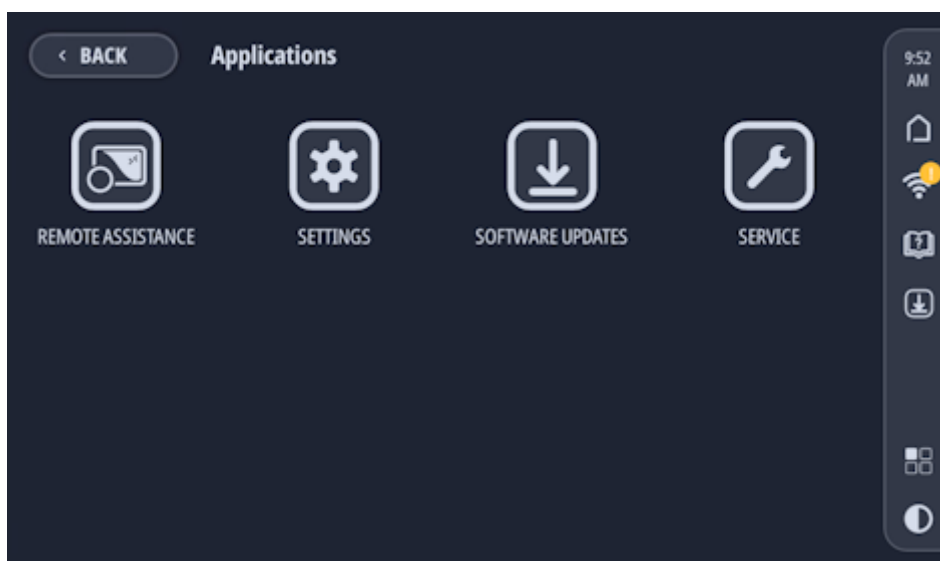 < BACK
Applications
9:52
AM
REMOTE ASSISTANCE
SETTINGS
SOFTWARE UPDATES
SERVICE